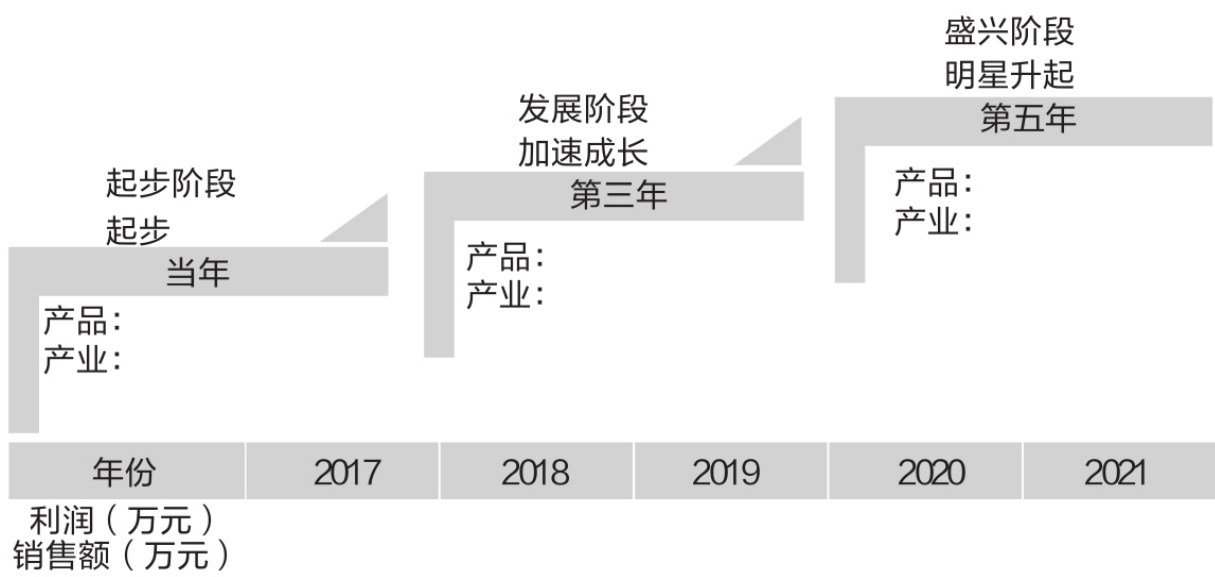 起步阶段
起步
当年
产品：
产业：
发展阶段
加速成长
第三年
产品：
产业：
盛兴阶段
明星升起
第五年
产品：
产业：
年份 2017 2018 2019 2020 2021
利润（万元）
销售额（万元）